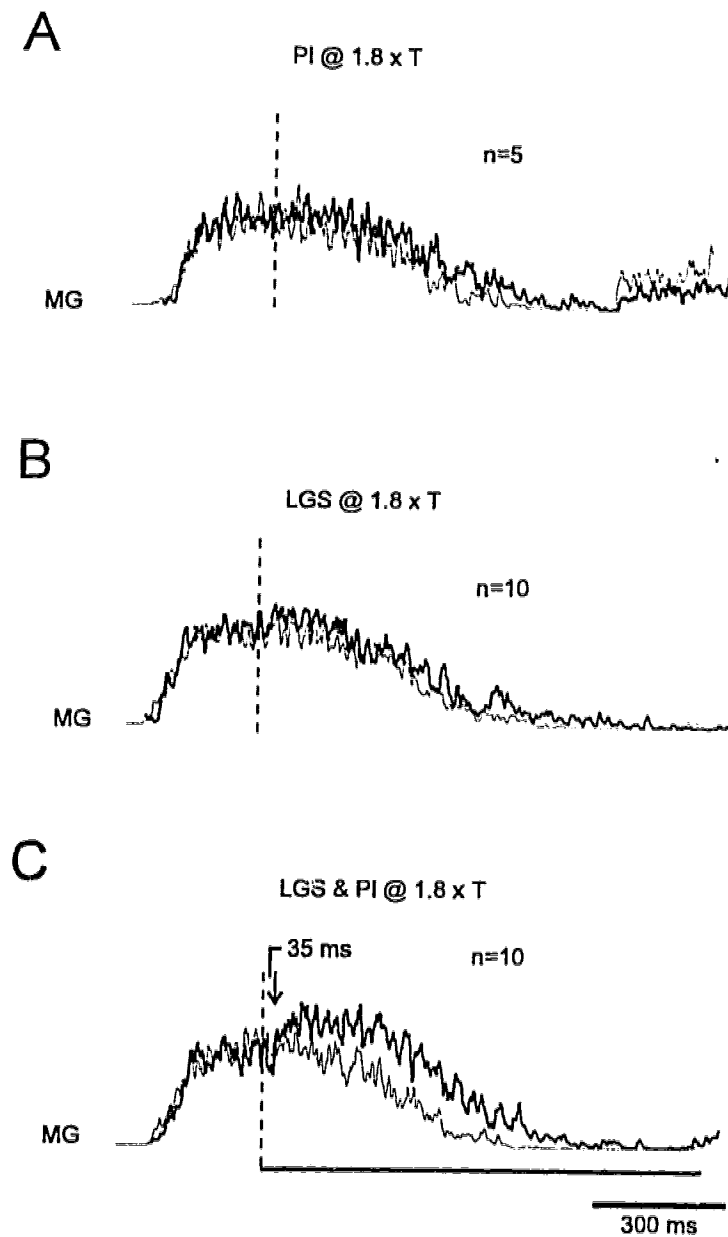 A
PI @ 1.8 x T
n=5
MG
B
LGS @ 1.8 x T
n=10
MG
C
LGS & PI @ 1.8 x T
35 ms
n=10
MG
300 ms